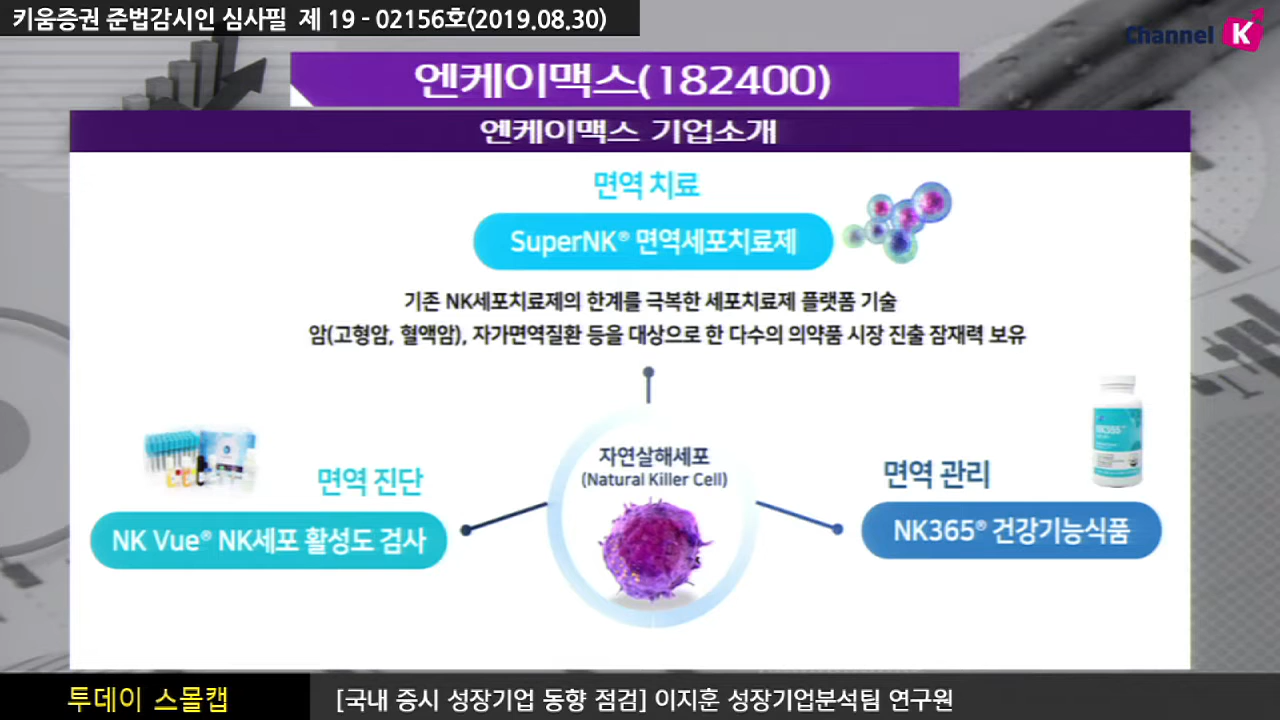 키움증권 준법감시인 심사필 제 19 - 02156호(2019.08.30)
Channel K
엔케이맥스(182400)
엔케이맥스 기업소개
면역 치료
SuperNK® 면역세포치료제
기존 NK세포치료제의 한계를 극복한 세포치료제 플랫폼 기술
암(고형암, 혈액암), 자가면역질환 등을 대상으로 한 다수의 의약품 시장 진출 잠재력 보유
자연살해세포
(Natural Killer Cell)
면역 진단
NK Vue® NK세포 활성도 검사
면역 관리
NK365
NK365® 건강기능식품
투데이 스몰캡
[국내 증시 성장기업 동향 점검] 이지훈 성장기업분석팀 연구원